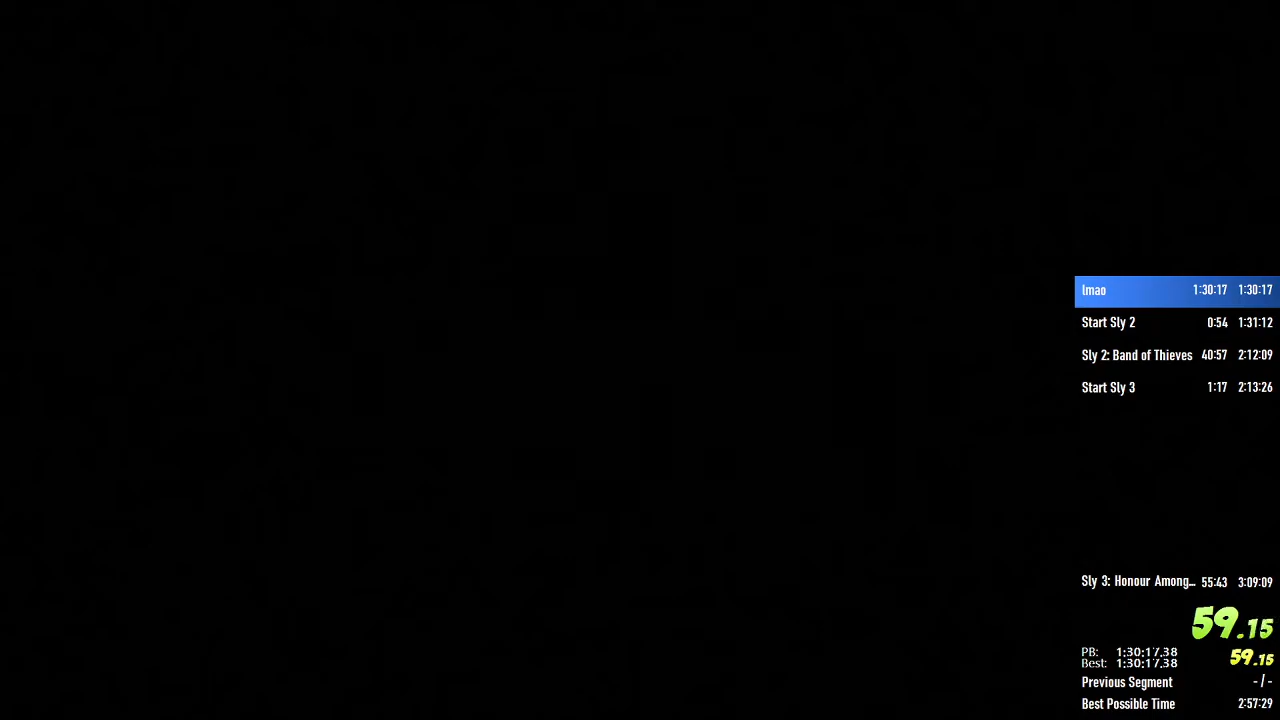 lmao 1:30:17 1:30:17
Start Sly 2 0:54 1:31:12
Sly 2: Band of Thieves 40:57 2:12:09
Start Sly 3 1:17 2:13:26
Sly 3: Honour Among... 55:43 3:09:09
59.15
PB: 1:30:17.38
Best: 1:30:17.38 59.15
Previous Segment - / -
Best Possible Time 2:57:29